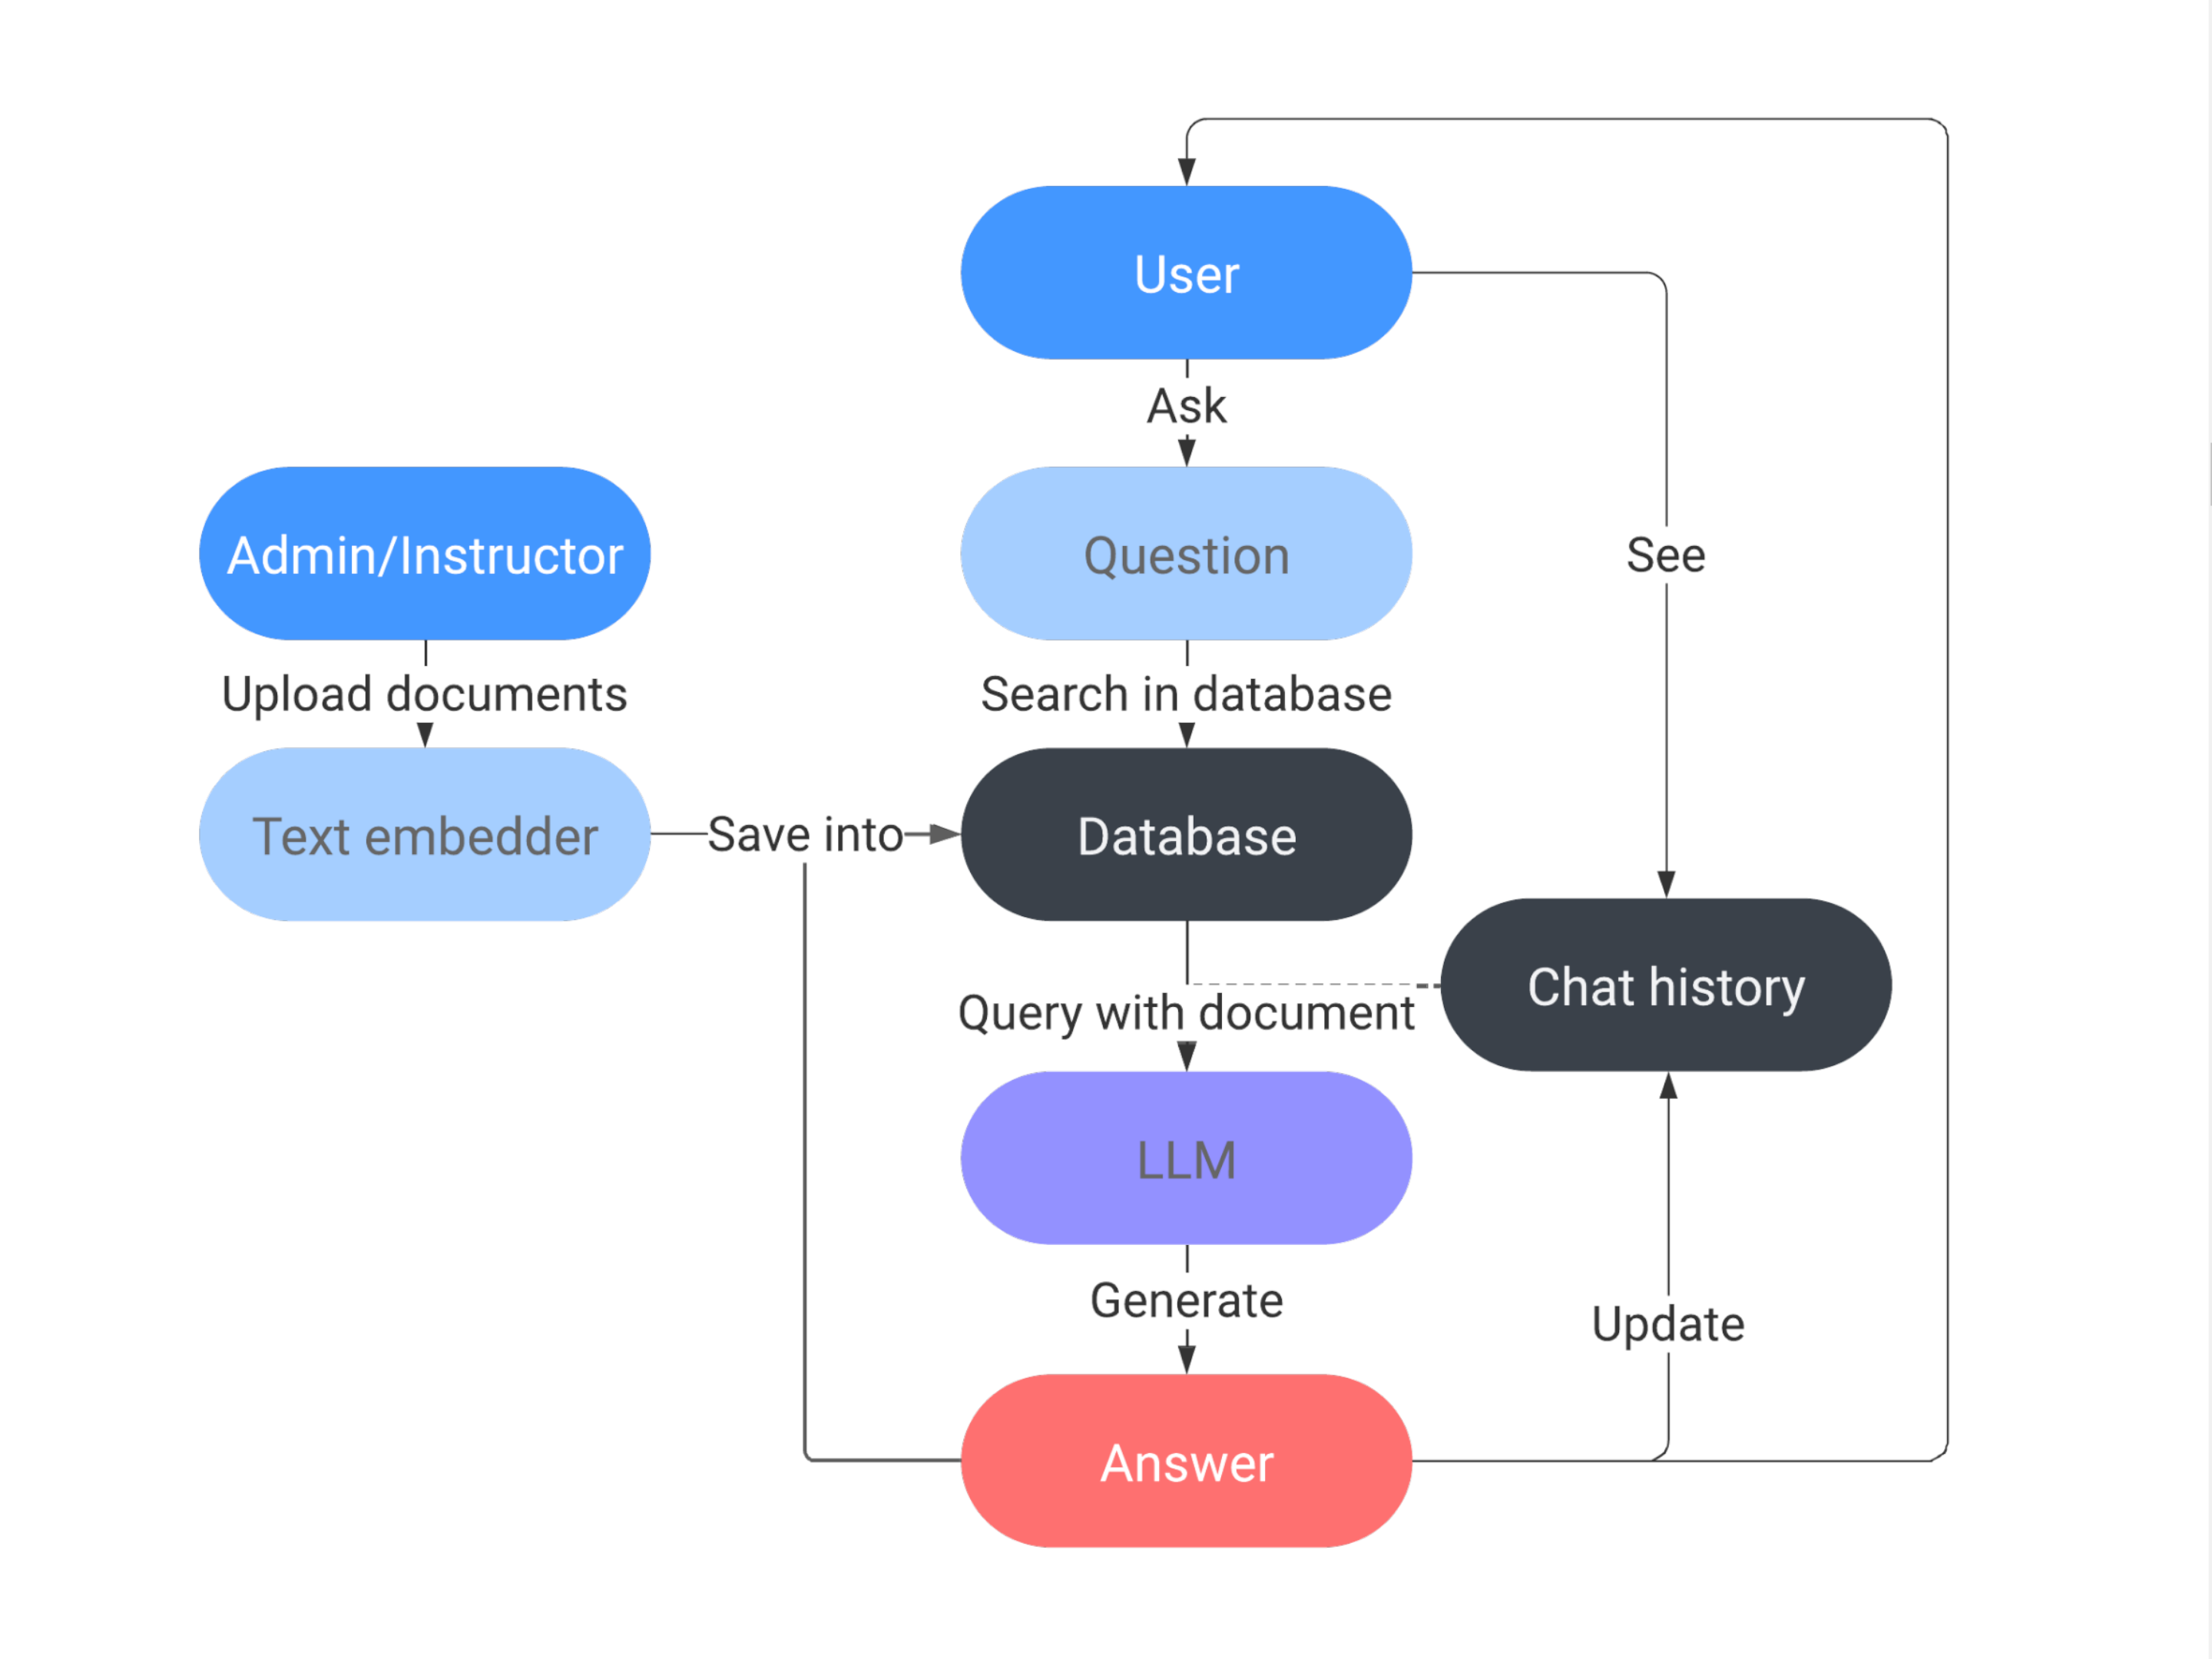 User
Ask
Admin/Instructor
Question
See
Upload documents
Search in database
Text embedder
Save into
Database
Chat history
Query with document
LLM
Generate
Update
Answer